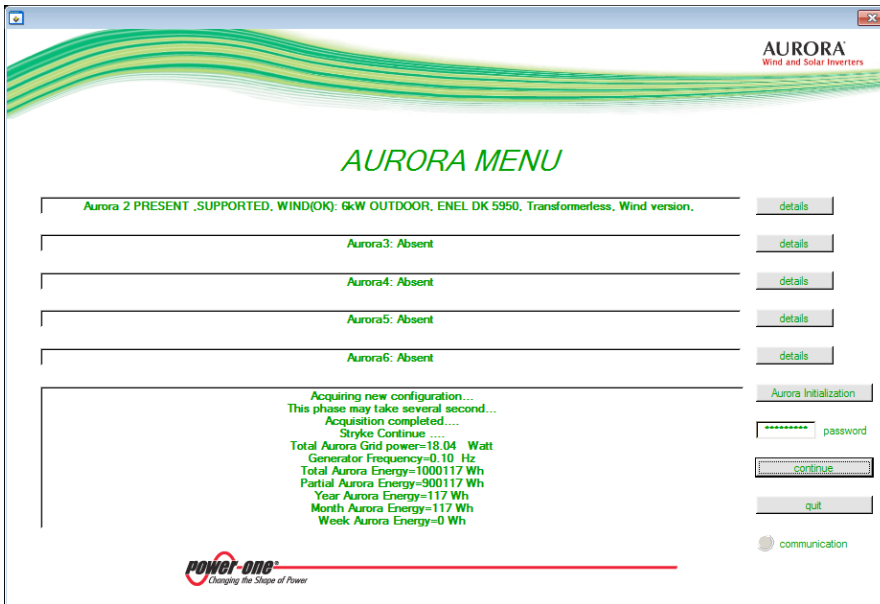 AURORA
Wind and Solar Inverters
AURORA MENU
Aurora 2 PRESENT ,SUPPORTED, WIND(OK): 6kW OUTDOOR, ENEL DK 5950, Transformerless, Wind version,
details
Aurora3: Absent
details
Aurora4: Absent
details
Aurora5: Absent
details
Aurora6: Absent
details
Acquiring new configuration...
This phase may take several second...
Acquisition completed....
Stryke Continue ....
Total Aurora Grid power=18.04 Watt
Generator Frequency=0.10 Hz
Total Aurora Energy=1000117 Wh
Partial Aurora Energy=900117 Wh
Year Aurora Energy=117 Wh
Month Aurora Energy=117 Wh
Week Aurora Energy=0 Wh
Aurora Initialization
********* password
continue
quit
communication
power-one
Changing the Shape of Power